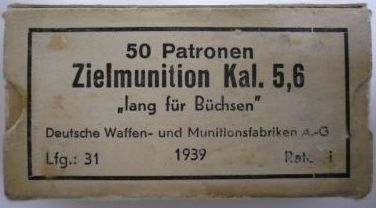 50 Patronen
Zielmunition Kal. 5,6
„lang für Büchsen"
Deutsche Waffen- und Munitionsfabriken A.-G
Lfg.: 31 1939